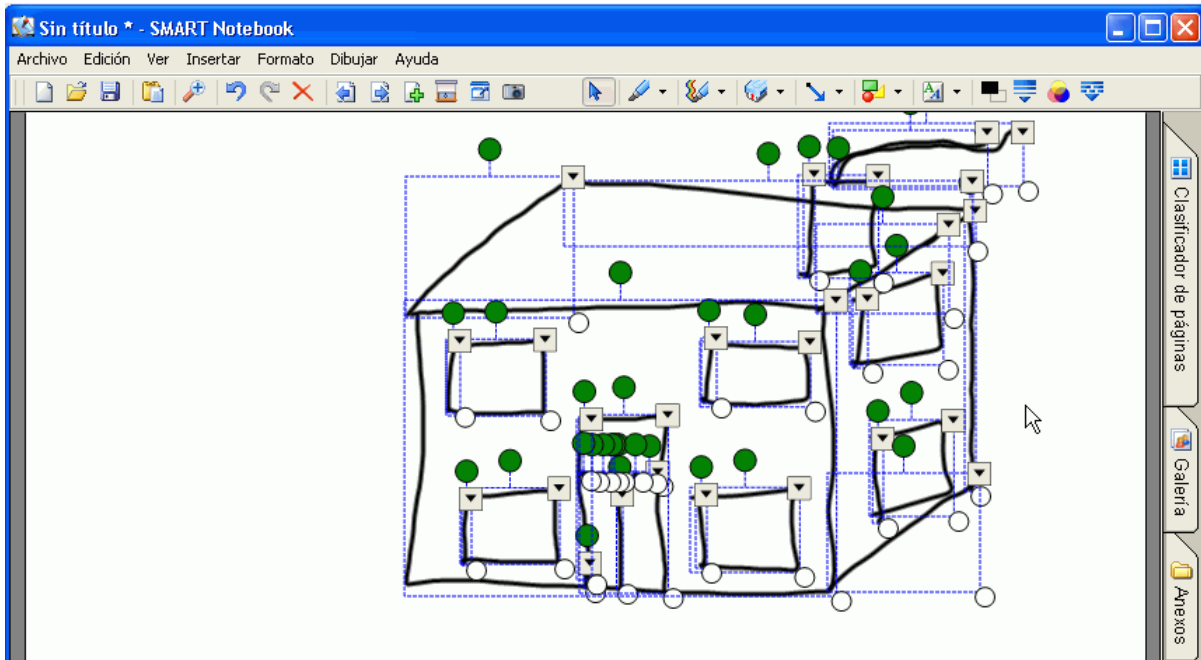 Sin título * - SMART Notebook
Archivo Edición Ver Insertar Formato Dibujar Ayuda
Clasificador de páginas
Galería
Anexos